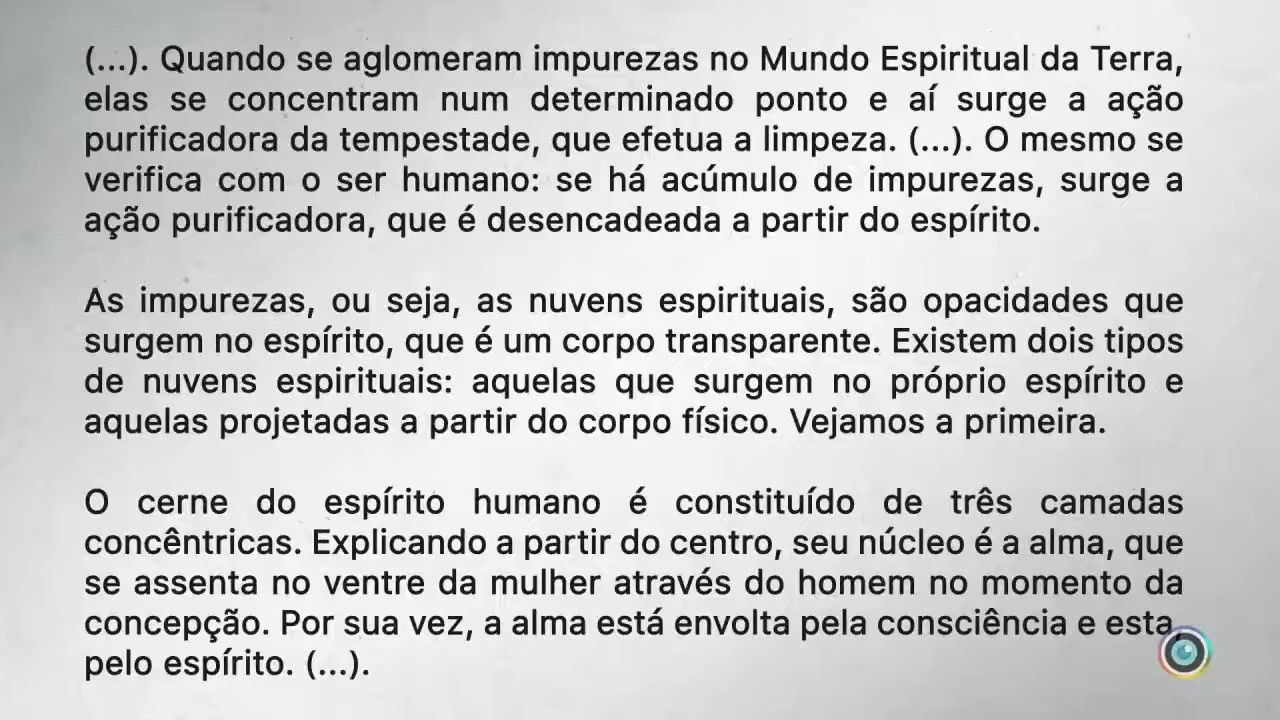 (...). Quando se aglomeram impurezas no Mundo Espiritual da Terra,
elas se concentram num determinado ponto e aí surge a ação
purificadora da tempestade, que efetua a limpeza. (...). O mesmo se
verifica com o ser humano: se há acúmulo de impurezas, surge a
ação purificadora, que é desencadeada a partir do espírito.
As impurezas, ou seja, as nuvens espirituais, são opacidades que
surgem no espírito, que é um corpo transparente. Existem dois tipos
de nuvens espirituais: aquelas que surgem no próprio espírito e
aquelas projetadas a partir do corpo físico. Vejamos a primeira.
O cerne do espírito humano é constituído de três camadas
concêntricas. Explicando a partir do centro, seu núcleo é a alma, que
se assenta no ventre da mulher através do homem no momento da
concepção. Por sua vez, a alma está envolta pela consciência e esta,
pelo espírito. (...).